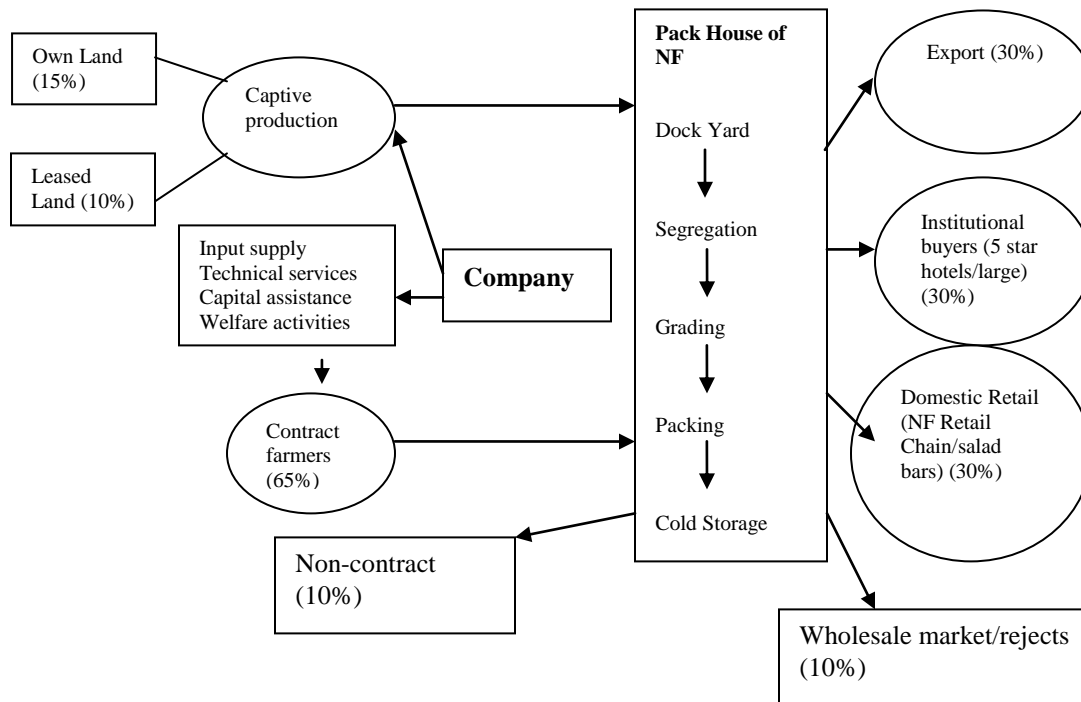 Own Land
(15%)
Leased
Land (10%)
Captive
production
Input supply
Technical services
Capital assistance
Welfare activities
Company
Contract
farmers
(65%)
Non-contract
(10%)
Pack House of
NF
Dock Yard
Segregation
Grading
Packing
Cold Storage
Export (30%)
Institutional
buyers (5 star
hotels/large)
(30%)
Domestic Retail
(NF Retail
Chain/salad
bars) (30%)
Wholesale market/rejects
(10%)